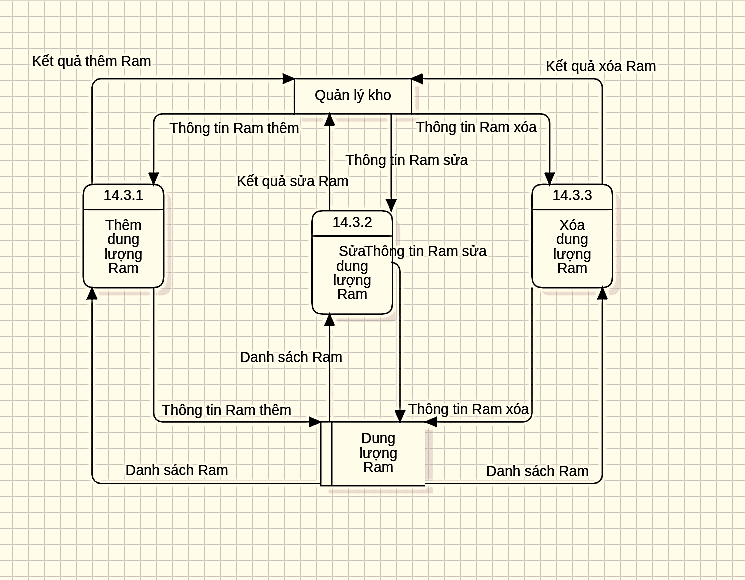 Kết quả thêm Ram
Kết quả xóa Ram
Quản lý kho
Thông tin Ram thêm
Thông tin Ram xóa
Thông tin Ram sửa
Kết quả sửa Ram
14.3.1
Thêm
dung
lượng
Ram
14.3.2
Sửa
dung
lượng
Ram
Thông tin Ram sửa
14.3.3
Xóa
dung
lượng
Ram
Danh sách Ram
Thông tin Ram thêm
Thông tin Ram xóa
Dung
lượng
Ram
Danh sách Ram
Danh sách Ram